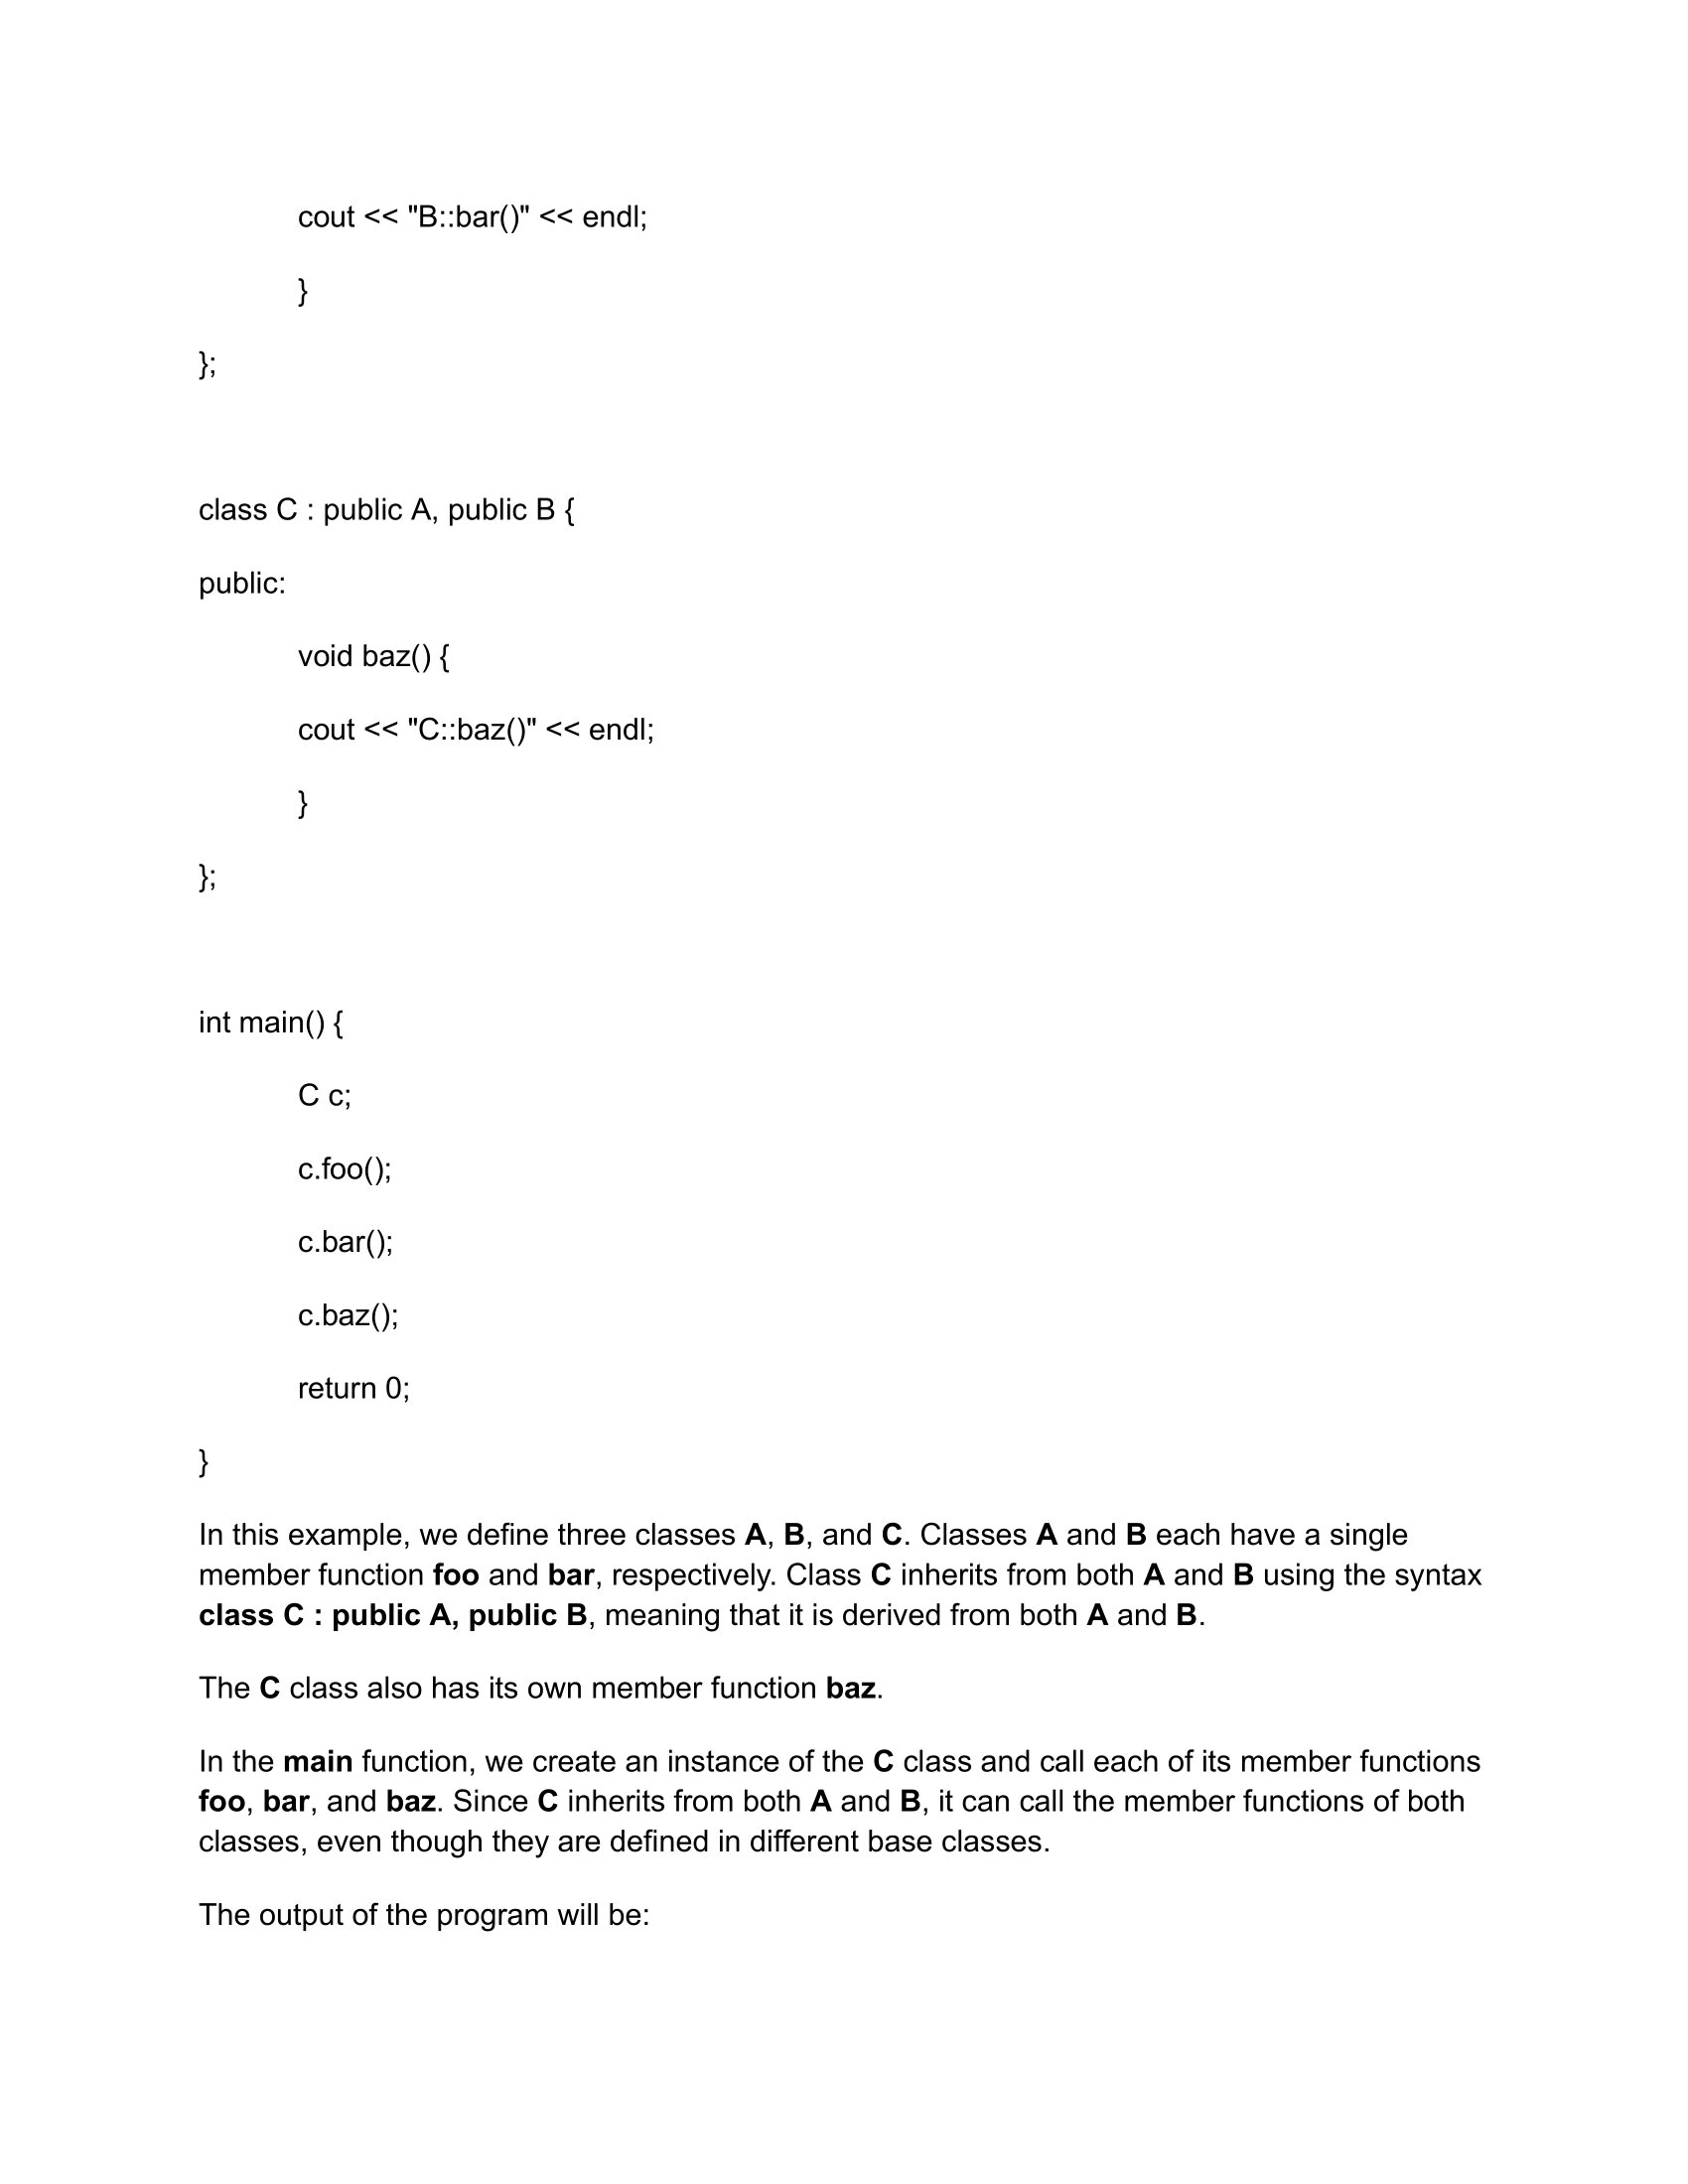 cout << "B::bar()" << endl;
}
};
class C : public A, public B {
public:
void baz() {
cout << "C::baz()" << endl;
}
};
int main() {
C c;
c.foo();
c.bar();
c.baz();
return 0;
}
In this example, we define three classes A, B, and C. Classes A and B each have a single
member function foo and bar, respectively. Class C inherits from both A and B using the syntax
class C : public A, public B, meaning that it is derived from both A and B.
The C class also has its own member function baz.
In the main function, we create an instance of the C class and call each of its member functions
foo, bar, and baz. Since C inherits from both A and B, it can call the member functions of both
classes, even though they are defined in different base classes.
The output of the program will be: